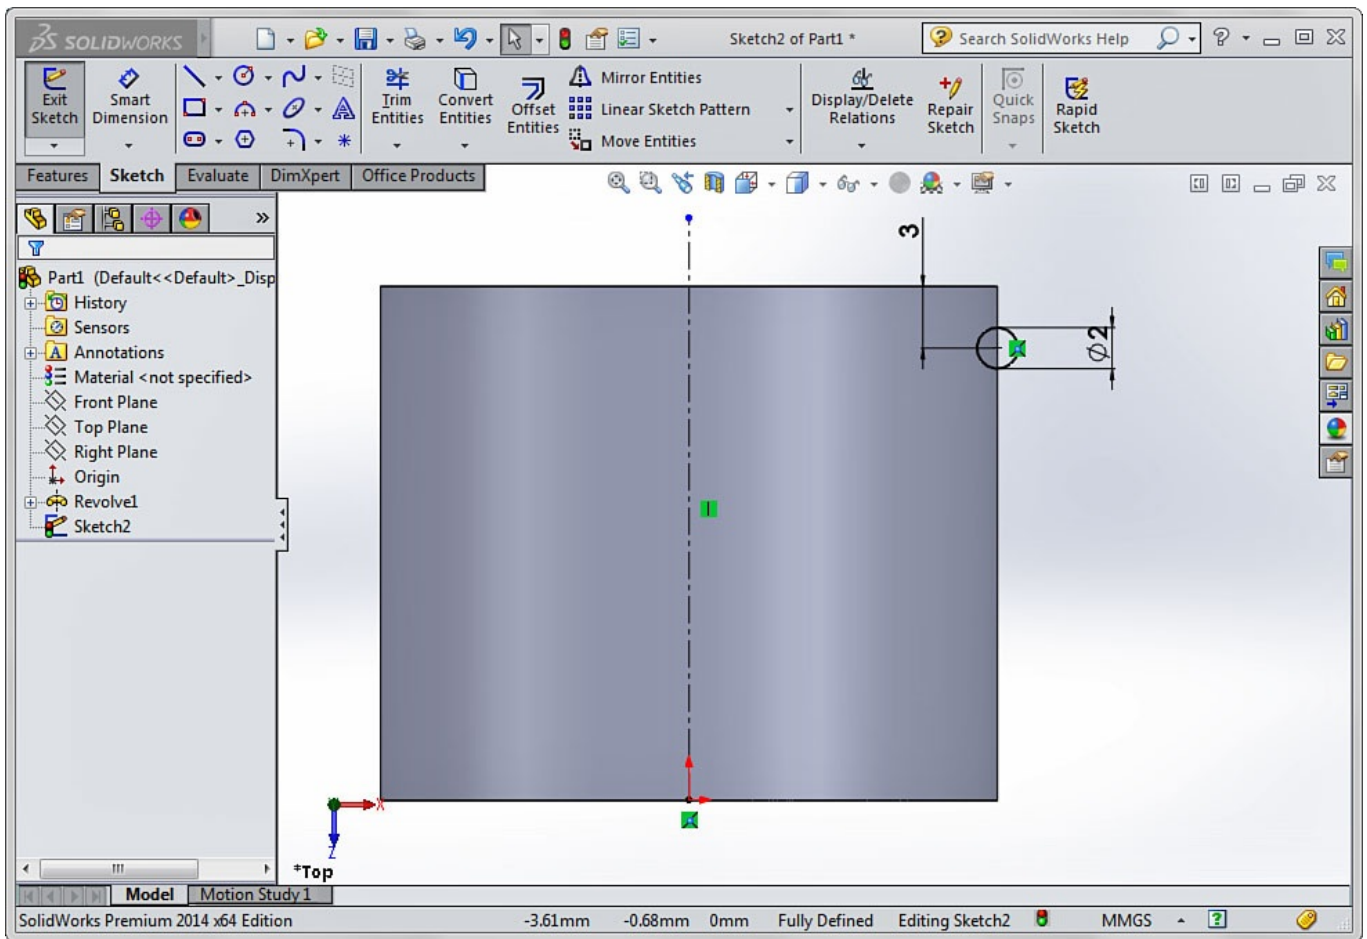 SOLIDWORKS
Sketch2 of Part1 *
Search SolidWorks Help
Exit Sketch
Smart Dimension
Trim Entities
Convert Entities
Offset Entities
Mirror Entities
Linear Sketch Pattern
Move Entities
Display/Delete Relations
Repair Sketch
Quick Snaps
Rapid Sketch
Features Sketch Evaluate DimXpert Office Products
Part1 (Default<<Default>_Disp
History
Sensors
A Annotations
Material <not specified>
Front Plane
Top Plane
Right Plane
Origin
Revolve1
Sketch2
3
Ø2
X
Z
*Top
Model Motion Study 1
SolidWorks Premium 2014 x64 Edition
-3.61mm -0.68mm 0mm Fully Defined Editing Sketch2 MMGS